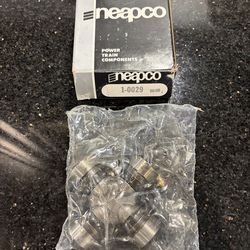 neapco
POWER
TRAIN
COMPONENTS
neapco
1-0029